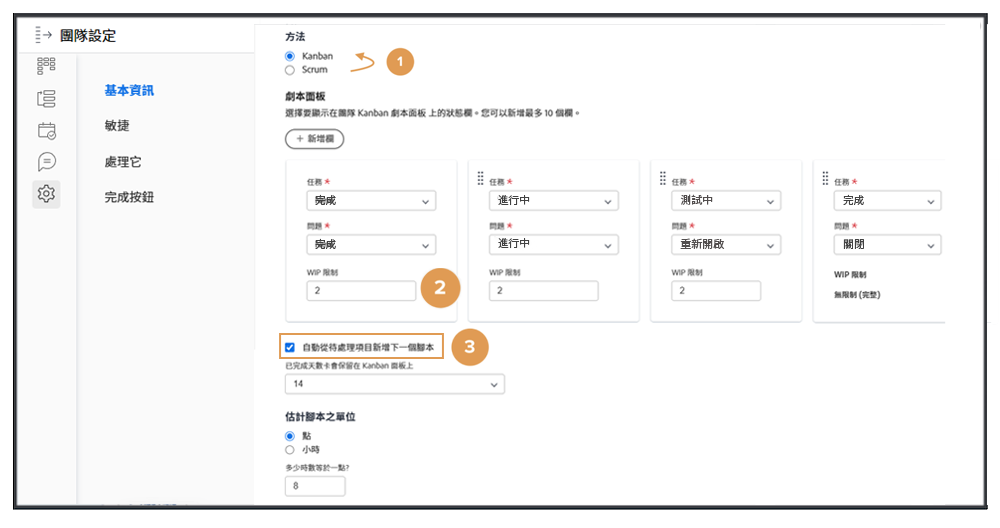 團隊設定
基本資訊
敏捷
處理它
完成按鈕
方法
Kanban
Scrum
1
劇本面板
選擇要顯示在團隊 Kanban 劇本面板 上的狀態欄。您可以新增最多 10 個欄。
+ 新增欄
任務 *
完成
問題 *
完成
WIP 限制
2
2
任務 *
進行中
問題 *
進行中
WIP 限制
2
任務 *
測試中
問題 *
重新開啟
WIP 限制
2
任務 *
完成
問題 *
關閉
WIP 限制
無限制 (完整)
自動從待處理項目新增下一個腳本
3
已完成天數卡會保留在 Kanban 面板上
14
估計腳本之單位
點
小時
多少時數等於一點?
8